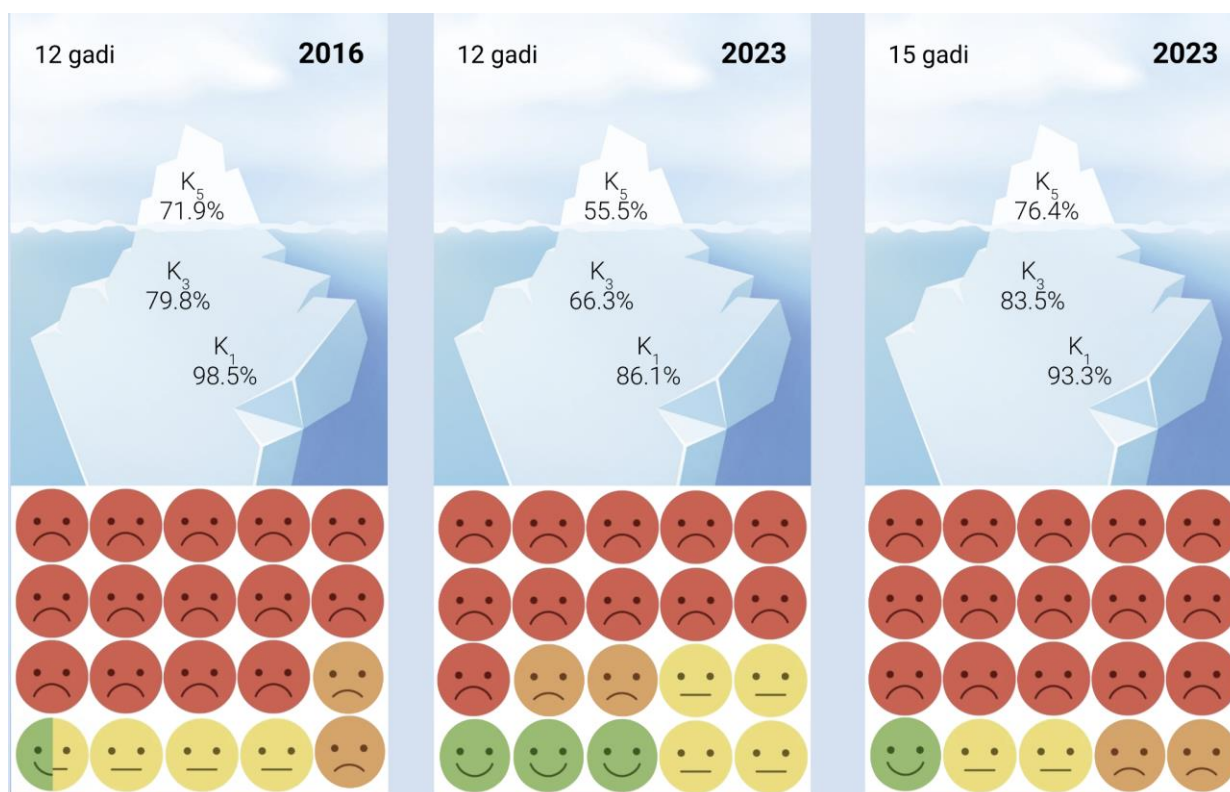 12 gadi 2016
K₅
71.9%
K₃
79.8%
K₁
98.5%
12 gadi 2023
K₅
55.5%
K₃
66.3%
K₁
86.1%
15 gadi 2023
K₅
76.4%
K₃
83.5%
K₁
93.3%